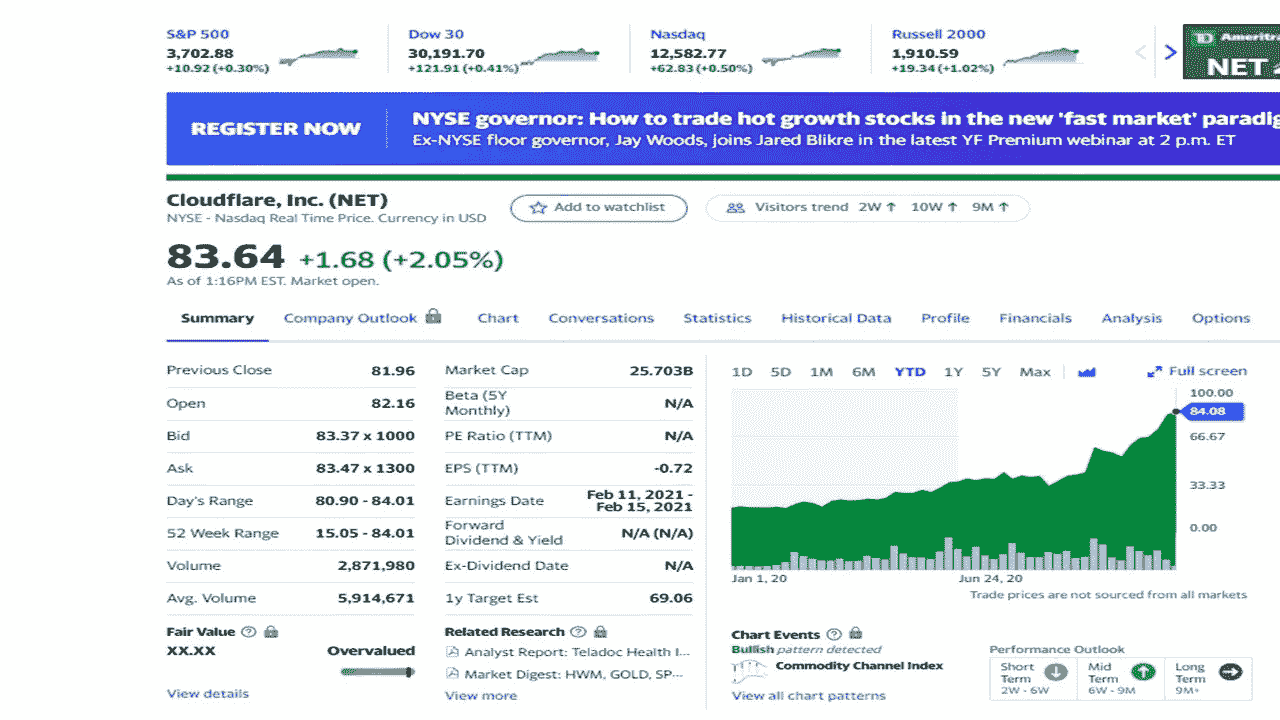 S&P 500
3,702.88
+10.92 (+0.30%)
Dow 30
30,191.70
+121.91 (+0.41%)
Nasdaq
12,582.77
+62.83 (+0.50%)
Russell 2000
1,910.59
+19.34 (+1.02%)
NET
REGISTER NOW
NYSE governor: How to trade hot growth stocks in the new 'fast market'
Ex-NYSE floor governor, Jay Woods, joins Jared Blikre in the latest YF Premium webinar at 2 p.m. ET
Cloudflare, Inc. (NET)
NYSE - Nasdaq Real Time Price. Currency in USD
Add to watchlist
Visitors trend 2W ↑ 10W ↑ 9M ↑
83.64 +1.68 (+2.05%)
As of 1:16PM EST. Market open.
Summary Company Outlook Chart Conversations Statistics Historical Data Profile Financials Analysis Options
Previous Close 81.96
Open 82.16
Bid 83.37 x 1000
Ask 83.47 x 1300
Day's Range 80.90 - 84.01
52 Week Range 15.05 - 84.01
Volume 2,871,980
Avg. Volume 5,914,671
Fair Value
XX.XX Overvalued
View details
Market Cap 25.703B
Beta (5Y
Monthly) N/A
PE Ratio (TTM) N/A
EPS (TTM) -0.72
Earnings Date Feb 11, 2021 -
Feb 15, 2021
Forward
Dividend & Yield N/A (N/A)
Ex-Dividend Date N/A
1y Target Est 69.06
Related Research
Analyst Report: Teladoc Health I...
Market Digest: HWM, GOLD, SP...
View more
1D 5D 1M 6M YTD 1Y 5Y Max Full screen
100.00
84.08
66.67
33.33
0.00
Jan 1, 20 Jun 24, 20
Trade prices are not sourced from all markets
Chart Events
Bullish pattern detected
Commodity Channel Index
View all chart patterns
Performance Outlook
Short
Term
2W - 6W
Mid
Term
6W - 9M
Long
Term
9M+